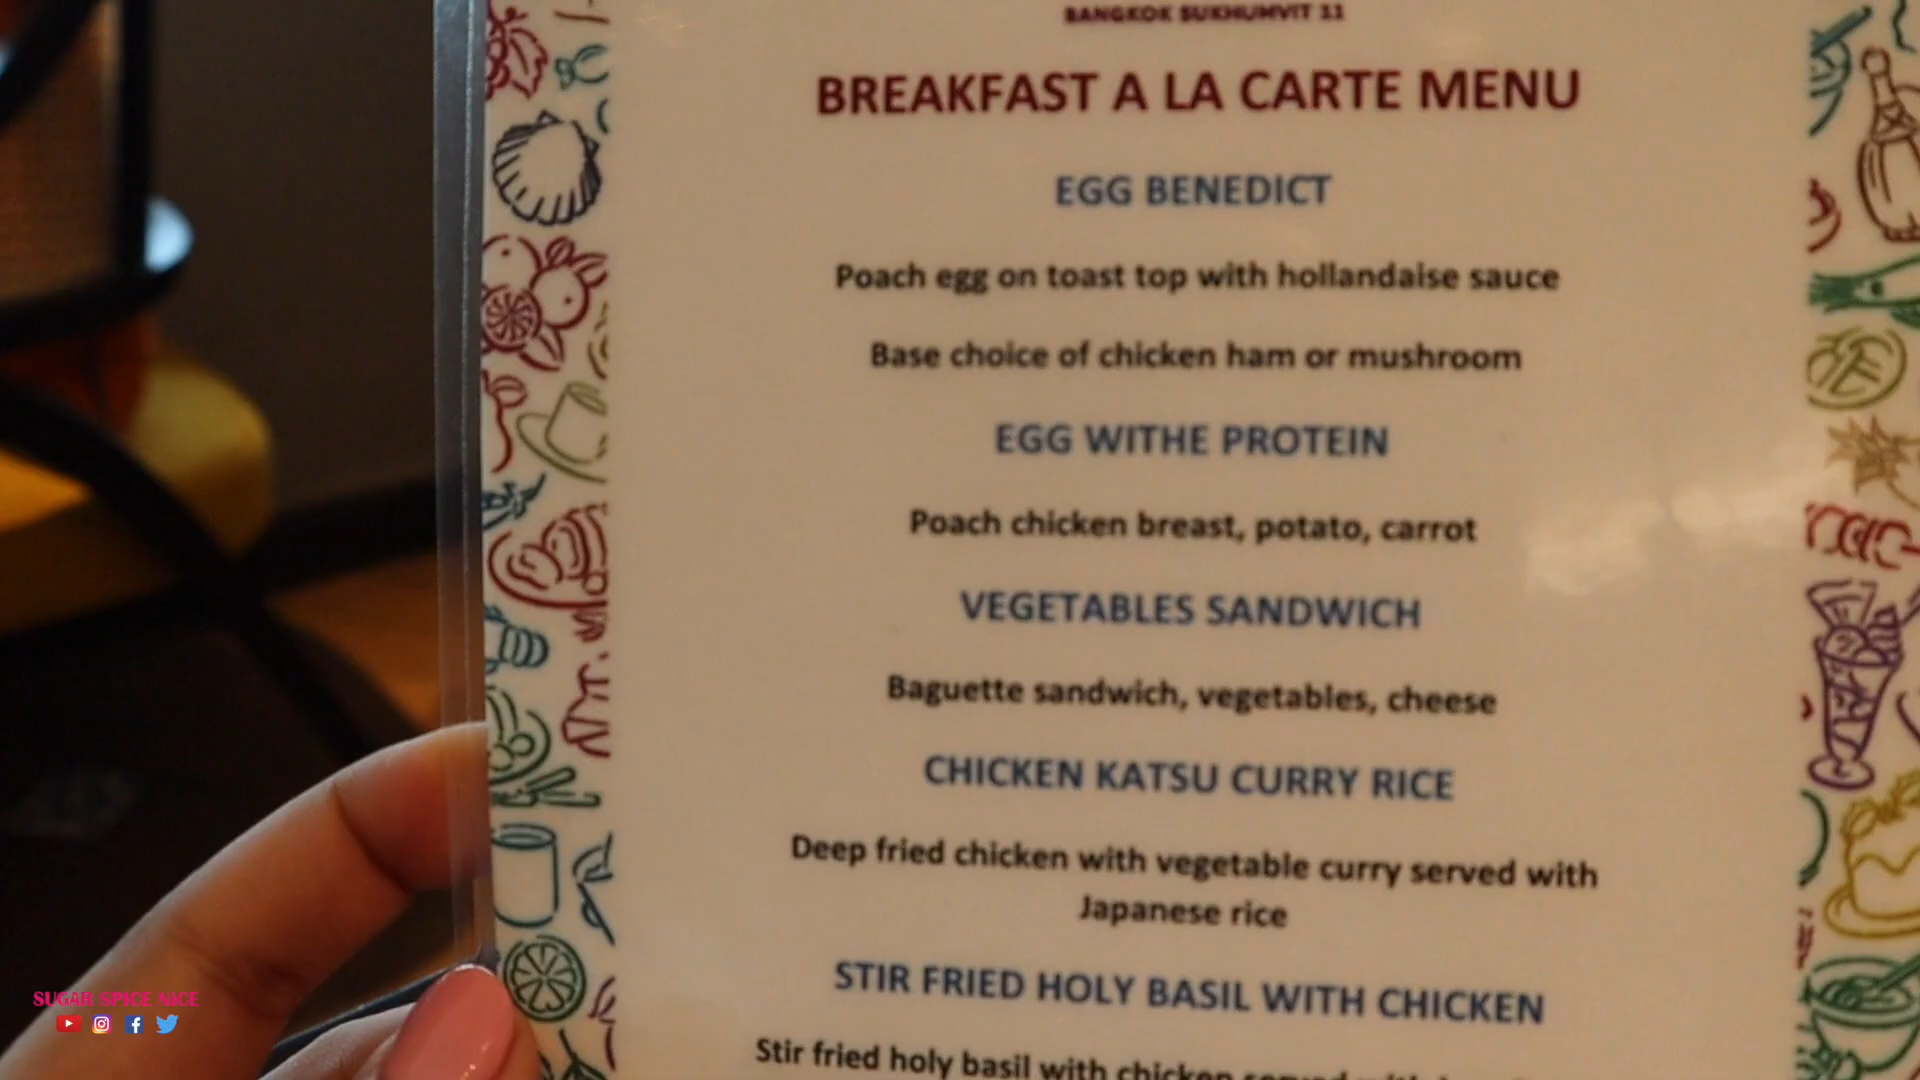 BANGKOK SUKHUMVIT 11
BREAKFAST A LA CARTE MENU
EGG BENEDICT
Poach egg on toast top with hollandaise sauce
Base choice of chicken ham or mushroom
EGG WITHE PROTEIN
Poach chicken breast, potato, carrot
VEGETABLES SANDWICH
Baguette sandwich, vegetables, cheese
CHICKEN KATSU CURRY RICE
Deep fried chicken with vegetable curry served with
Japanese rice
STIR FRIED HOLY BASIL WITH CHICKEN
Stir fried holy basil with chicken served with
SUGAR SPICE NICE